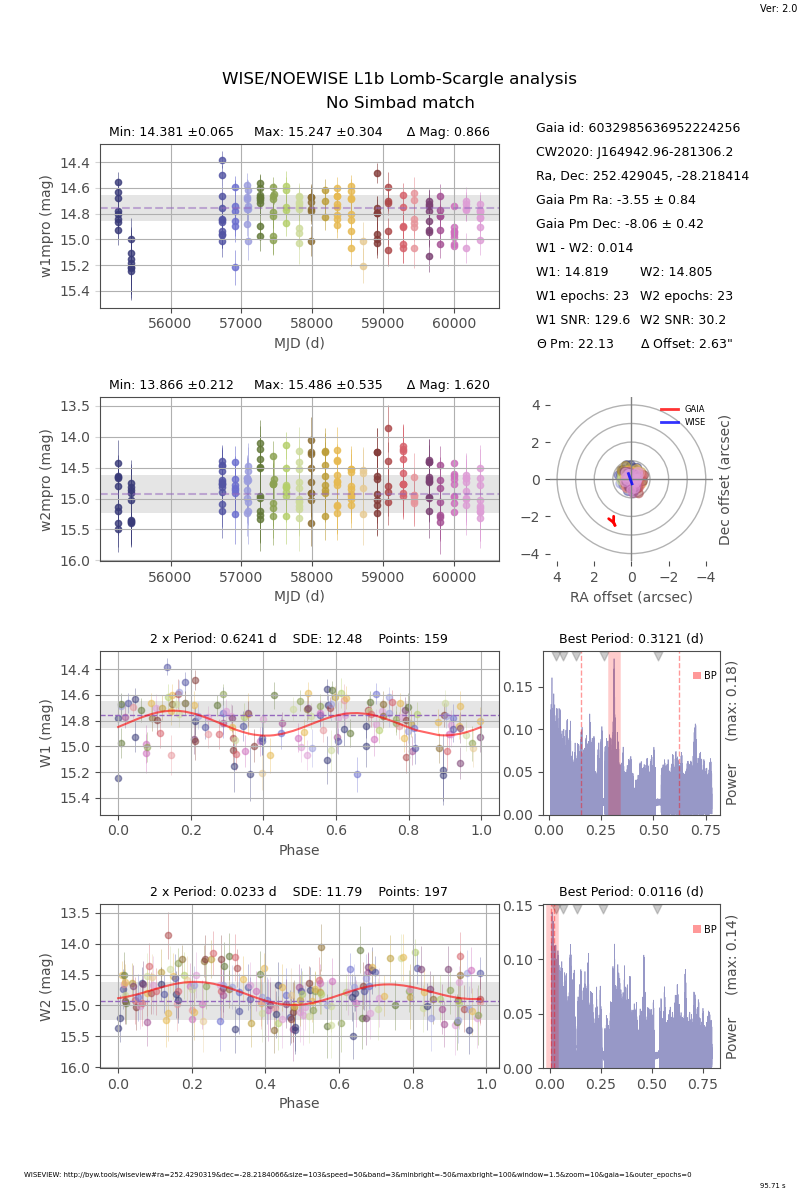 Ver: 2.0
WISE/NOEWISE L1b Lomb-Scargle analysis
No Simbad match
Min: 14.381 ±0.065 Max: 15.247 ±0.304 Δ Mag: 0.866
14.4
14.6
14.8
15.0
15.2
15.4
w1mpro (mag)
56000 57000 58000 59000 60000
MJD (d)
Gaia id: 6032985636952224256
CW2020: J164942.96-281306.2
Ra, Dec: 252.429045, -28.218414
Gaia Pm Ra: -3.55 ± 0.84
Gaia Pm Dec: -8.06 ± 0.42
W1 - W2: 0.014
W1: 14.819 W2: 14.805
W1 epochs: 23 W2 epochs: 23
W1 SNR: 129.6 W2 SNR: 30.2
Θ Pm: 22.13 Δ Offset: 2.63"
Min: 13.866 ±0.212 Max: 15.486 ±0.535 Δ Mag: 1.620
13.5
14.0
14.5
15.0
15.5
16.0
w2mpro (mag)
56000 57000 58000 59000 60000
MJD (d)
GAIA
WISE
4
2
0
−2
−4
Dec offset (arcsec)
4 2 0 −2 −4
RA offset (arcsec)
2 x Period: 0.6241 d SDE: 12.48 Points: 159
14.4
14.6
14.8
15.0
15.2
15.4
W1 (mag)
0.0 0.2 0.4 0.6 0.8 1.0
Phase
Best Period: 0.3121 (d)
BP
0.15
0.10
0.05
0.00
Power (max: 0.18)
0.00 0.25 0.50 0.75
2 x Period: 0.0233 d SDE: 11.79 Points: 197
13.5
14.0
14.5
15.0
15.5
16.0
W2 (mag)
0.0 0.2 0.4 0.6 0.8 1.0
Phase
Best Period: 0.0116 (d)
BP
0.15
0.10
0.05
0.00
Power (max: 0.14)
0.00 0.25 0.50 0.75
WISEVIEW: http://byw.tools/wiseview#ra=252.4290319&dec=-28.2184066&size=103&speed=50&band=3&minbright=-50&maxbright=100&window=1.5&zoom=10&gaia=1&outer_epochs=0
95.71 s